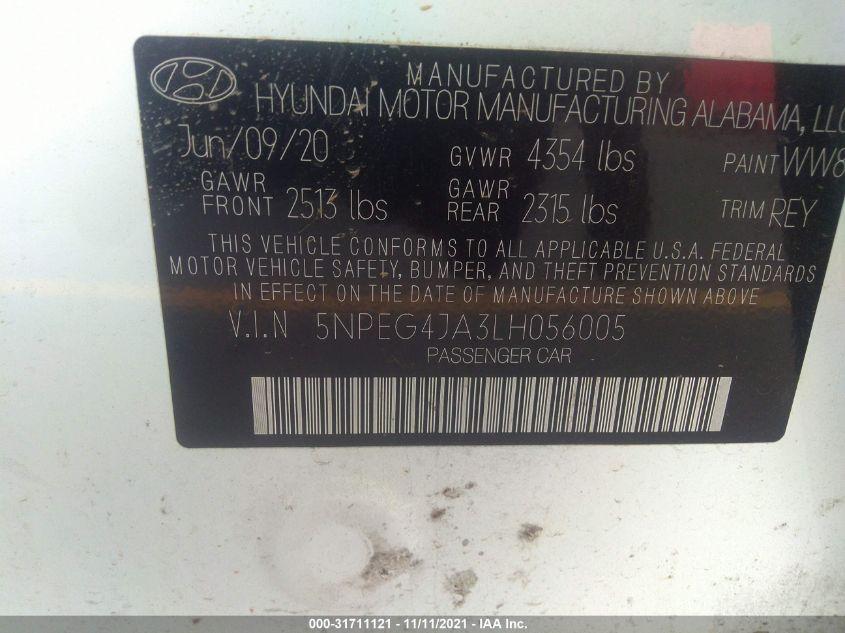 MANUFACTURED BY
HYUNDAI MOTOR MANUFACTURING ALABAMA, LLC
Jun/09/20 GVWR 4354 lbs PAINT WW8
GAWR FRONT 2513 lbs GAWR REAR 2315 lbs TRIM REY
THIS VEHICLE CONFORMS TO ALL APPLICABLE U.S.A. FEDERAL
MOTOR VEHICLE SAFETY, BUMPER, AND THEFT PREVENTION STANDARDS
IN EFFECT ON THE DATE OF MANUFACTURE SHOWN ABOVE
V.I.N 5NPEG4JA3LH056005
PASSENGER CAR
000-31711121 - 11/11/2021 - IAA Inc.